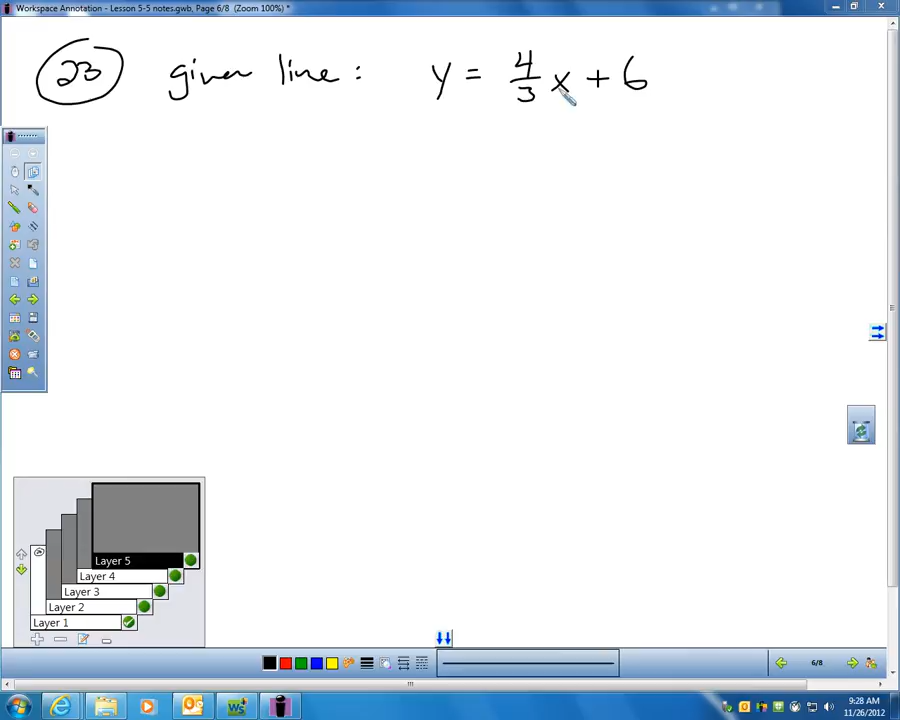 Workspace Annotation - Lesson 5-5 notes.gwb, Page 6/8 (Zoom 100%) *
23 given line: y = 4/3 x + 6
Layer 5
Layer 4
Layer 3
Layer 2
Layer 1
6/8
9:28 AM
11/26/2012